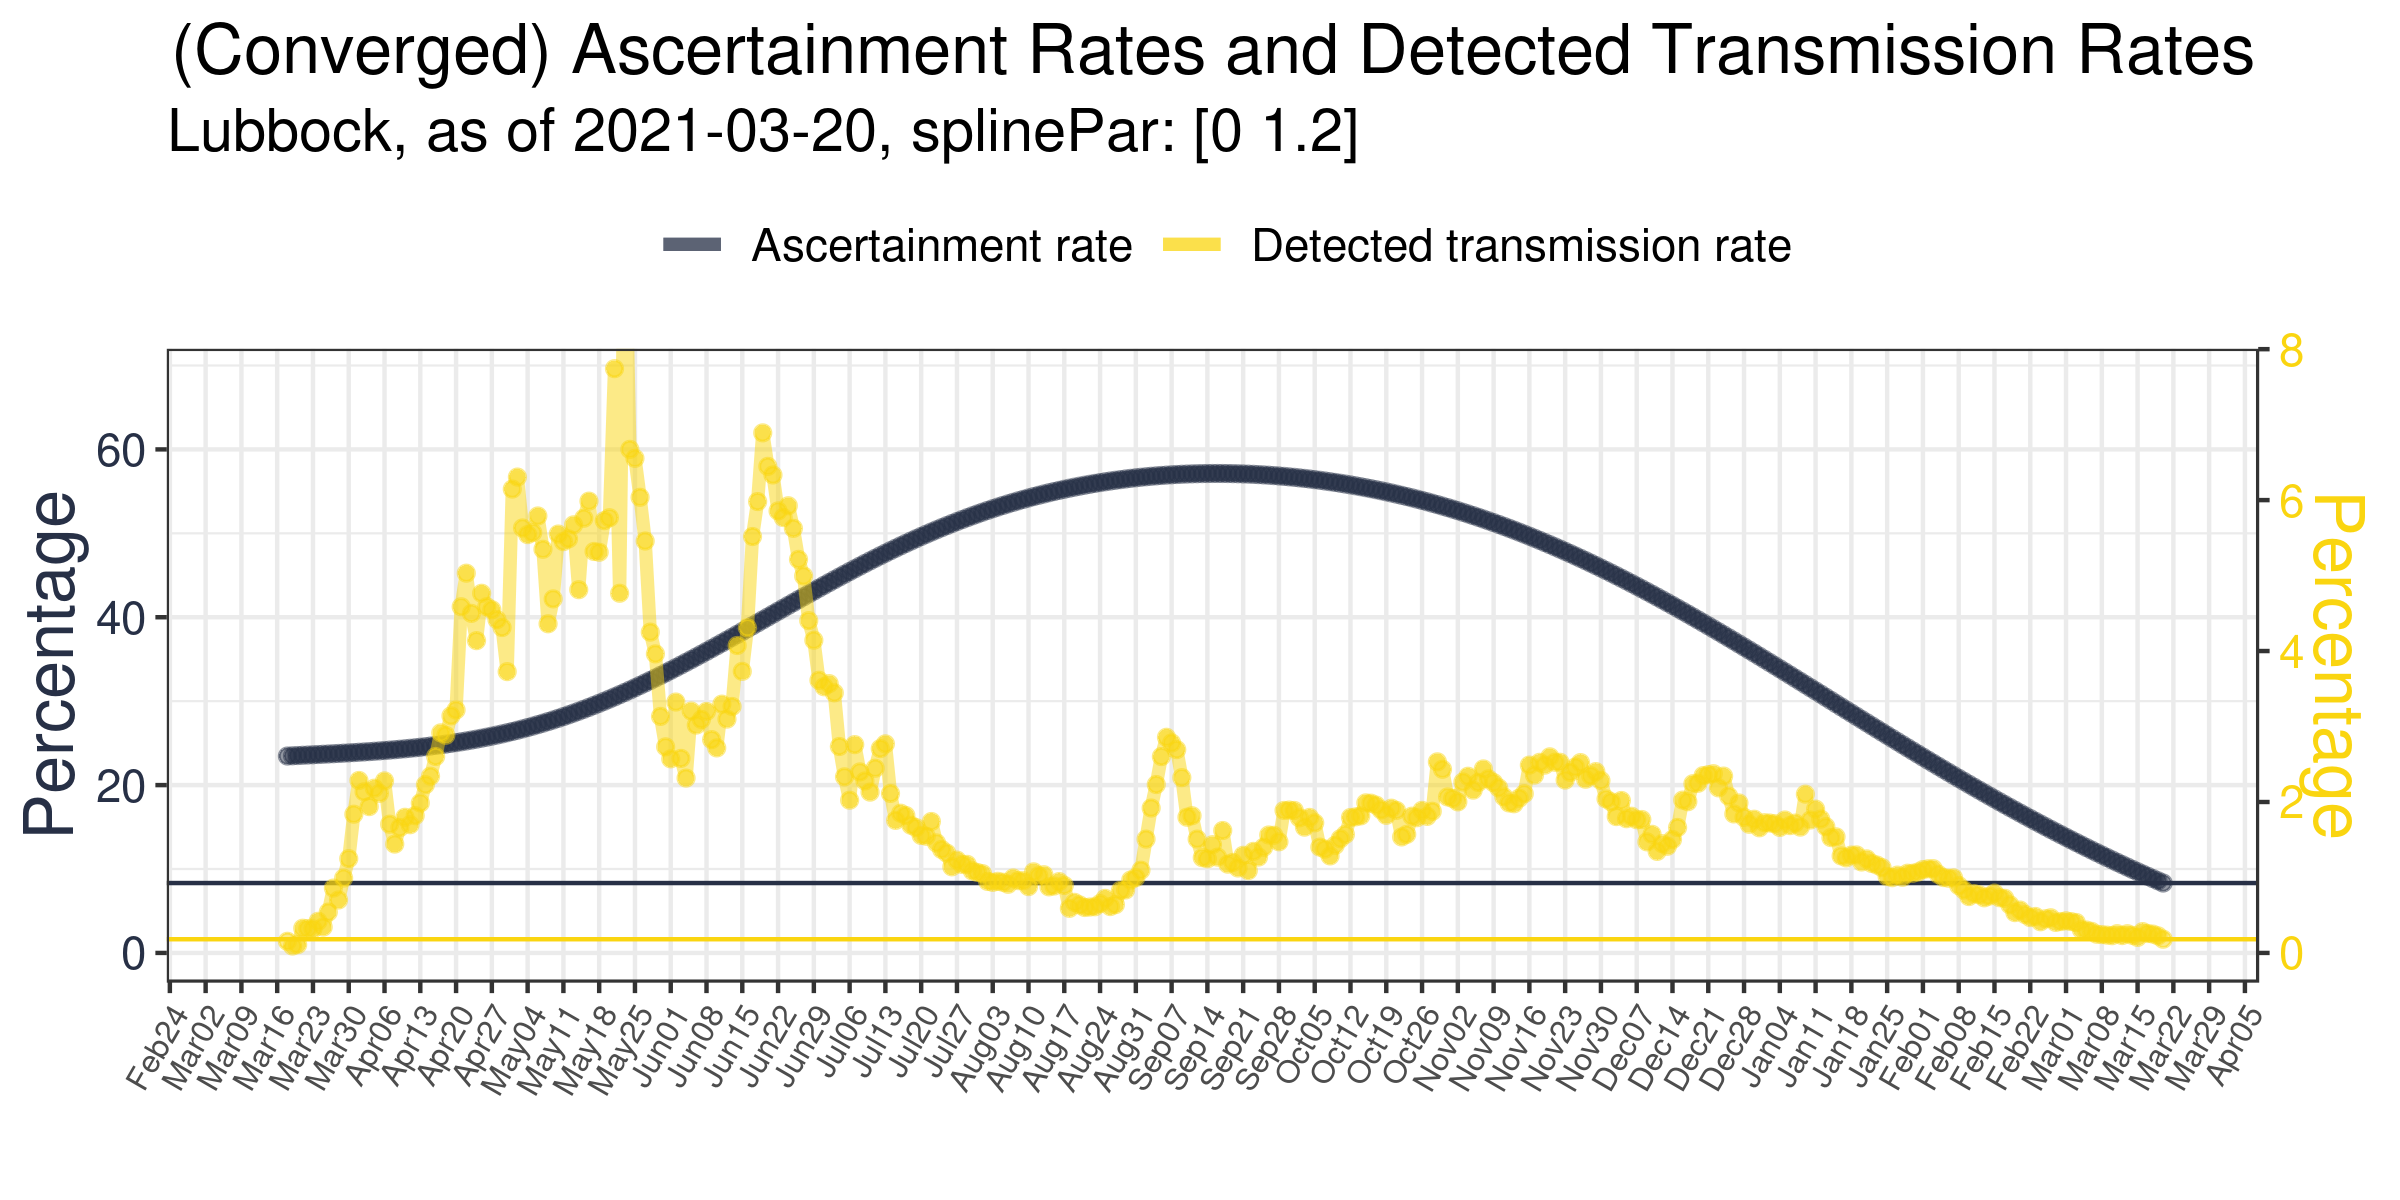 (Converged) Ascertainment Rates and Detected Transmission Rates
Lubbock, as of 2021-03-20, splinePar: [0 1.2]
Ascertainment rate Detected transmission rate
Percentage
60
40
20
0
8
6
4
2
0
Percentage
Feb24 Mar02 Mar09 Mar16 Mar23 Mar30 Apr06 Apr13 Apr20 Apr27 May04 May11 May18 May25 Jun01 Jun08 Jun15 Jun22 Jun29 Jul06 Jul13 Jul20 Jul27 Aug03 Aug10 Aug17 Aug24 Aug31 Sep07 Sep14 Sep21 Sep28 Oct05 Oct12 Oct19 Oct26 Nov02 Nov09 Nov16 Nov23 Nov30 Dec07 Dec14 Dec21 Dec28 Jan04 Jan11 Jan18 Jan25 Feb01 Feb08 Feb15 Feb22 Mar01 Mar08 Mar15 Mar22 Mar29 Apr05